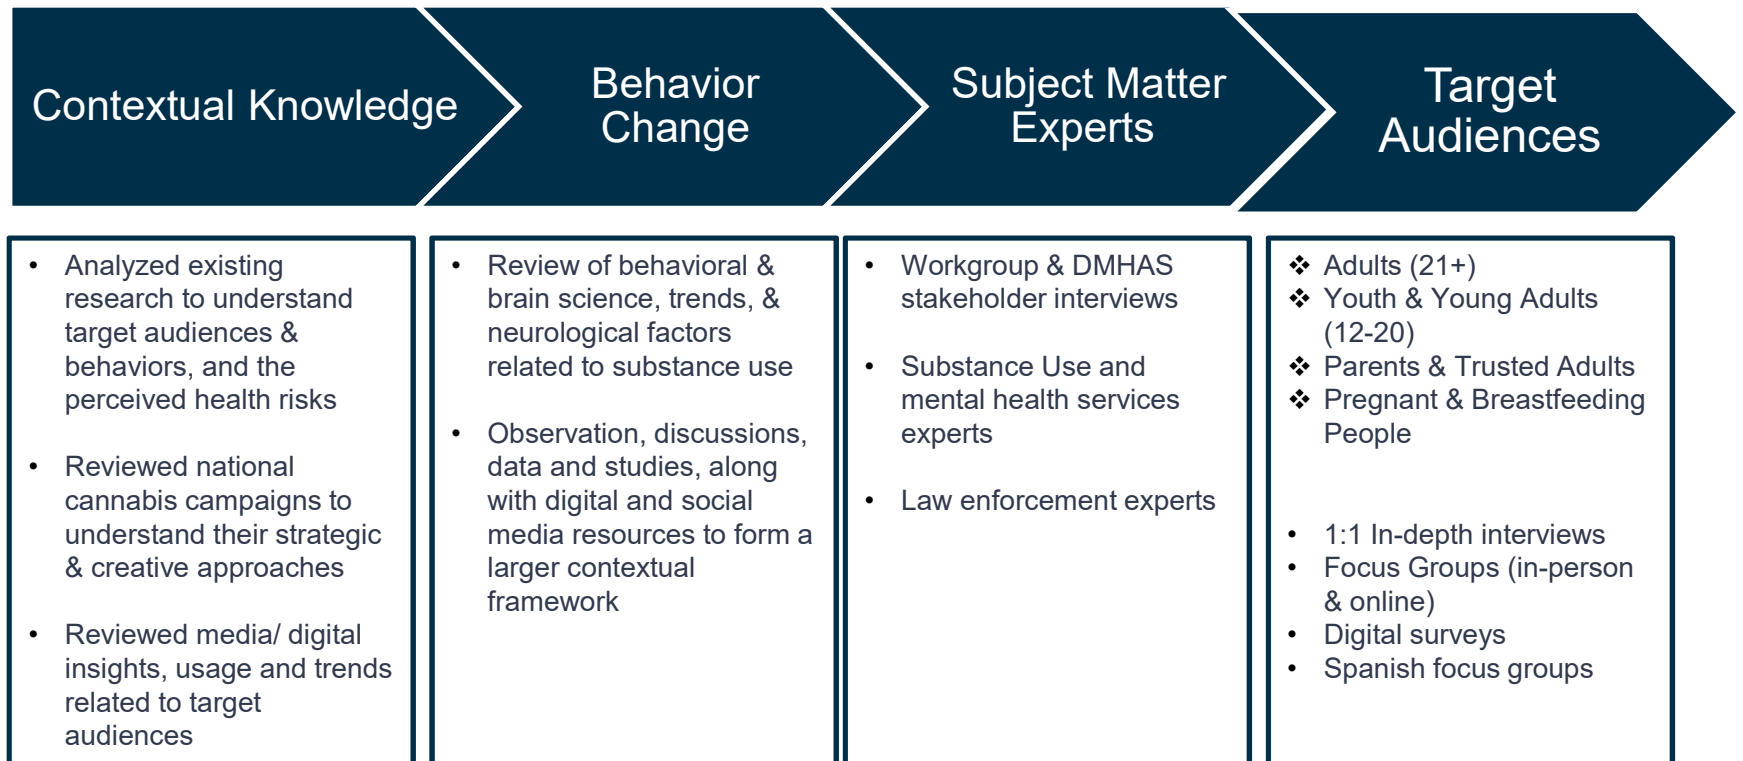 Contextual Knowledge
Behavior
Change
Subject Matter
Experts
Target
Audiences
• Analyzed existing
research to understand
target audiences &
behaviors, and the
perceived health risks
• Reviewed national
cannabis campaigns to
understand their strategic
& creative approaches
• Reviewed media/ digital
insights, usage and trends
related to target
audiences
• Review of behavioral &
brain science, trends, &
neurological factors
related to substance use
• Observation, discussions,
data and studies, along
with digital and social
media resources to form a
larger contextual
framework
• Workgroup & DMHAS
stakeholder interviews
• Substance Use and
mental health services
experts
• Law enforcement experts
❖ Adults (21+)
❖ Youth & Young Adults
(12-20)
❖ Parents & Trusted Adults
❖ Pregnant & Breastfeeding
People
• 1:1 In-depth interviews
• Focus Groups (in-person
& online)
• Digital surveys
• Spanish focus groups